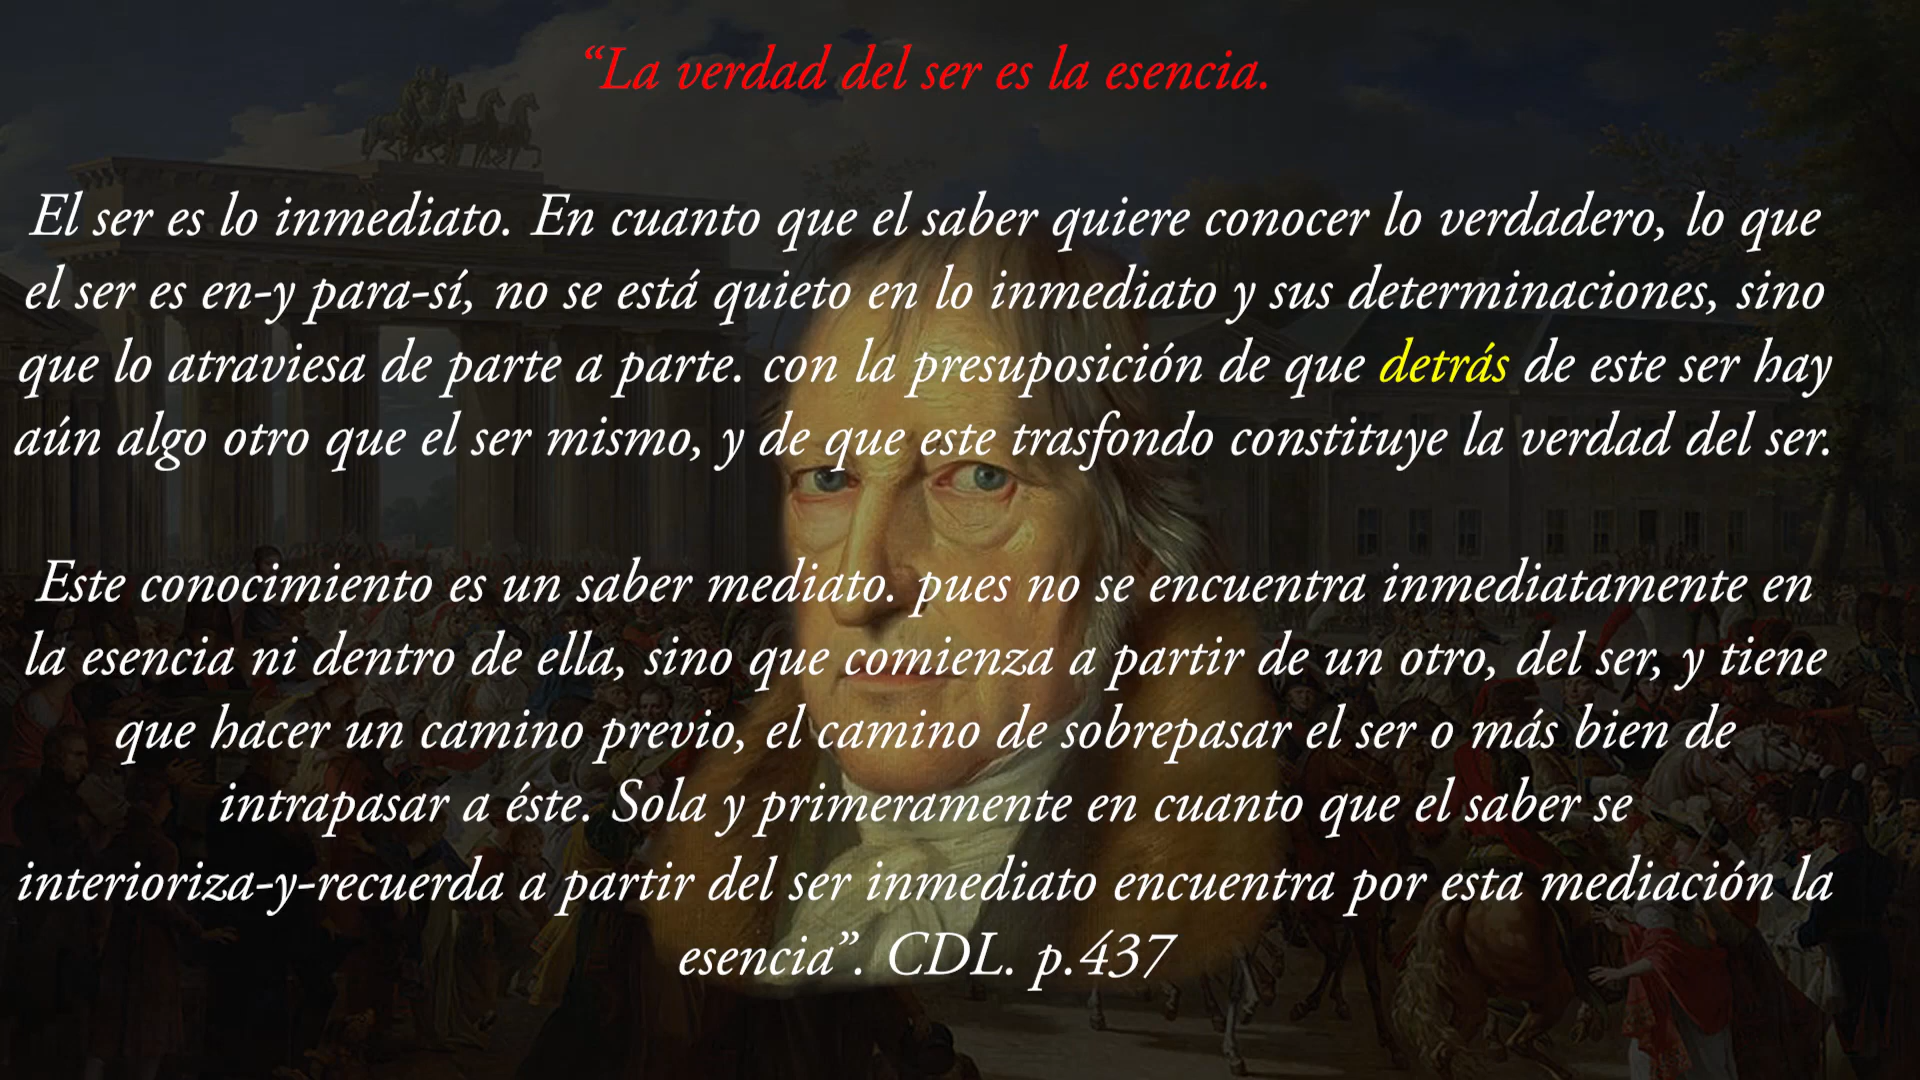 “La verdad del ser es la esencia.
El ser es lo inmediato. En cuanto que el saber quiere conocer lo verdadero, lo que
el ser es en-y para-sí, no se está quieto en lo inmediato y sus determinaciones, sino
que lo atraviesa de parte a parte. con la presuposición de que detrás de este ser hay
aún algo otro que el ser mismo, y de que este trasfondo constituye la verdad del ser.
Este conocimiento es un saber mediato. pues no se encuentra inmediatamente en
la esencia ni dentro de ella, sino que comienza a partir de un otro, del ser, y tiene
que hacer un camino previo, el camino de sobrepasar el ser o más bien de
intrapasar a éste. Sola y primeramente en cuanto que el saber se
interioriza-y-recuerda a partir del ser inmediato encuentra por esta mediación la
esencia”. CDL. p.437